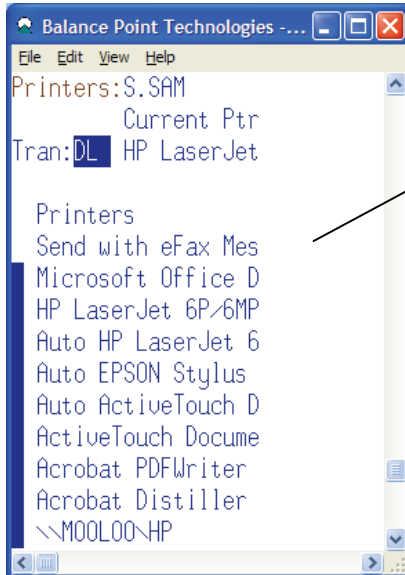 Balance Point Technologies -...
File Edit View Help
Printers:S.SAM
Current Ptr
Tran:DL HP LaserJet
Printers
Send with eFax Mes
Microsoft Office D
HP LaserJet 6P/6MP
Auto HP LaserJet 6
Auto EPSON Stylus
Auto ActiveTouch D
ActiveTouch Docume
Acrobat PDFWriter
Acrobat Distiller
\\MOOLOO\HP